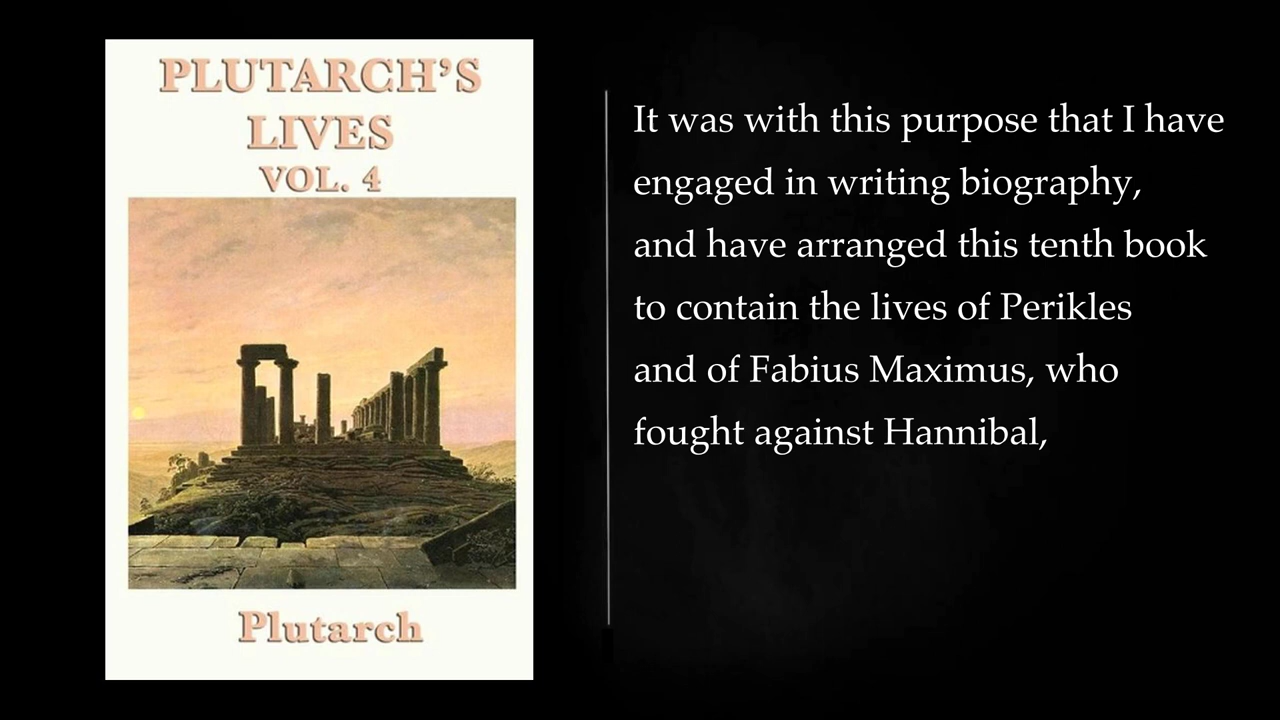 PLUTARCH'S
LIVES
VOL. 4
Plutarch
It was with this purpose that I have
engaged in writing biography,
and have arranged this tenth book
to contain the lives of Perikles
and of Fabius Maximus, who
fought against Hannibal,